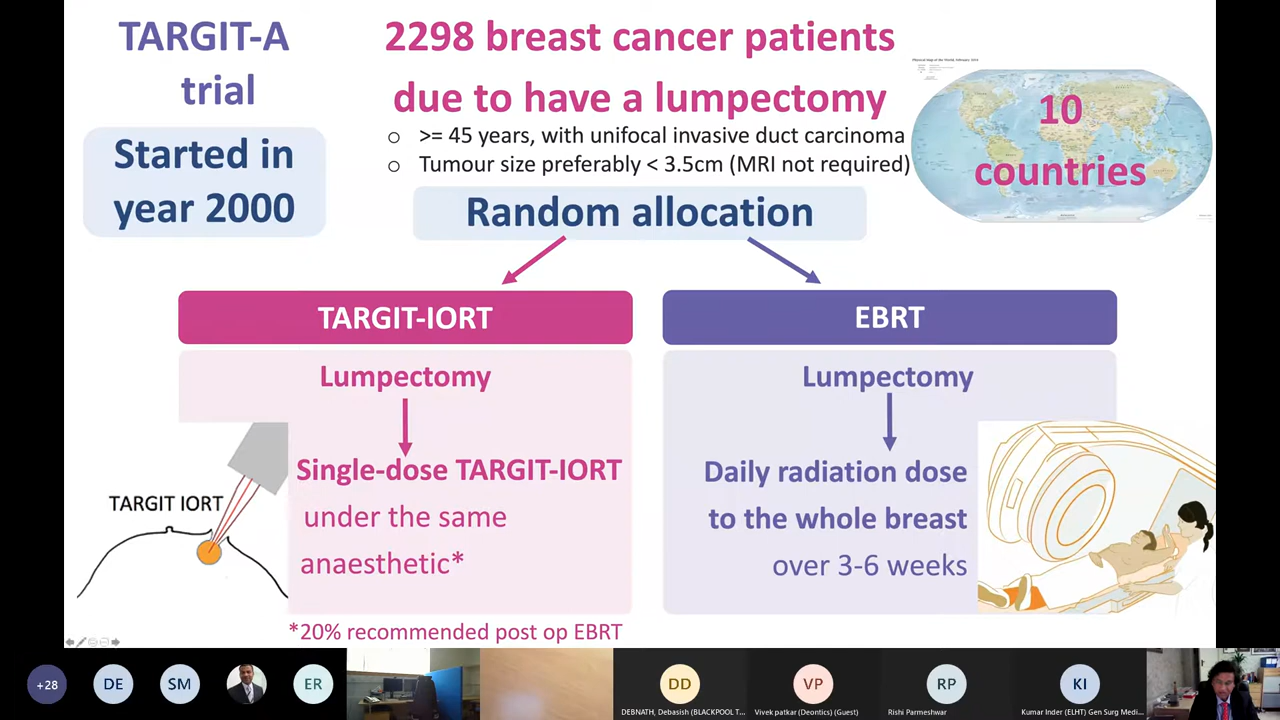 TARGIT-A
trial
Started in
year 2000
2298 breast cancer patients
due to have a lumpectomy
o >= 45 years, with unifocal invasive duct carcinoma
o Tumour size preferably < 3.5cm (MRI not required)
10
countries
Random allocation
TARGIT-IORT
Lumpectomy
Single-dose TARGIT-IORT
under the same
anaesthetic*
TARGIT IORT
*20% recommended post op EBRT
EBRT
Lumpectomy
Daily radiation dose
to the whole breast
over 3-6 weeks
+28
DE
SM
ER
DD
DEBNATH, Debasish (BLACKPOOL T...
VP
Vivek patkar (Deontics) (Guest)
RP
Rishi Parmeshwar
KI
Kumar Inder (ELHT) Gen Surg Medi...